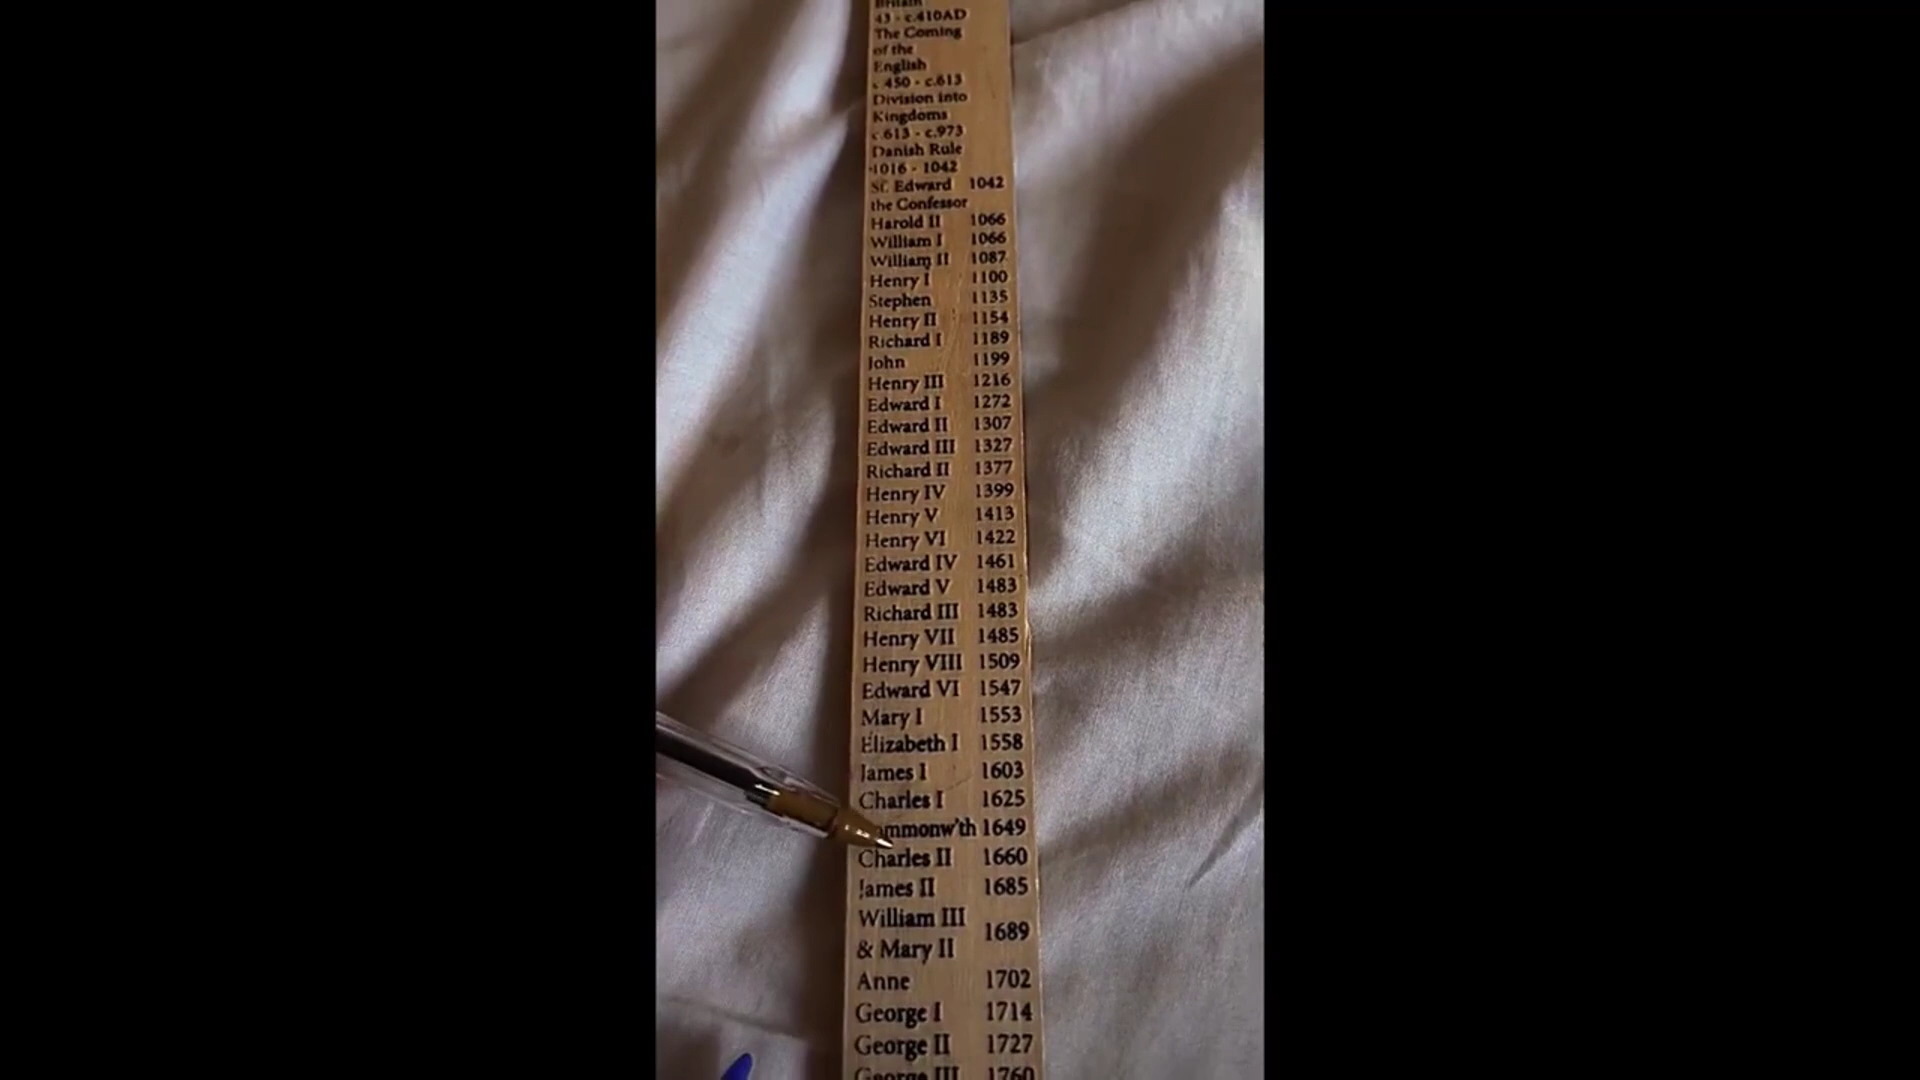 Britain
43 - c.410AD
The Coming
of the
English
c.450 - c.613
Division into
Kingdoms
c.613 - c.973
Danish Rule
1016 - 1042
St. Edward 1042
the Confessor
Harold II 1066
William I 1066
William II 1087
Henry I 1100
Stephen 1135
Henry II 1154
Richard I 1189
John 1199
Henry III 1216
Edward I 1272
Edward II 1307
Edward III 1327
Richard II 1377
Henry IV 1399
Henry V 1413
Henry VI 1422
Edward IV 1461
Edward V 1483
Richard III 1483
Henry VII 1485
Henry VIII 1509
Edward VI 1547
Mary I 1553
Elizabeth I 1558
James I 1603
Charles I 1625
ommonw'th 1649
Charles II 1660
James II 1685
William III
& Mary II 1689
Anne 1702
George I 1714
George II 1727
George III 1760